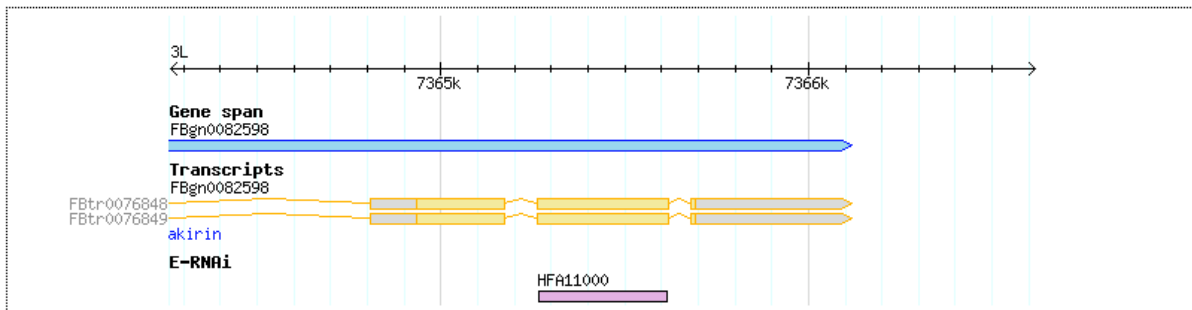 3L
7365k 7366k
Gene span
FBgn0082598
Transcripts
FBgn0082598
FBtr0076848
FBtr0076849
akirin
E-RNAi
HFA11000